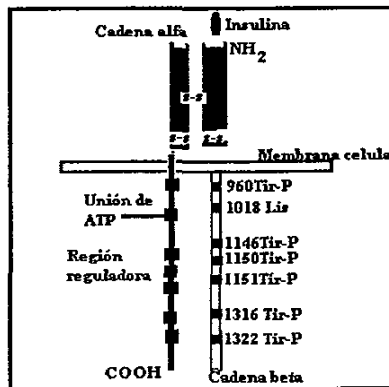 Insulina
Cadena alfa
NH2
s-s
s-s
s-s
Membrana celula
960Tir-P
Unión de
ATP
1018 Lis
1146Tir-P
1150Tir-P
Región
reguladora
1151Tir-P
1316 Tir-P
1322 Tir-P
COOH
Cadena beta